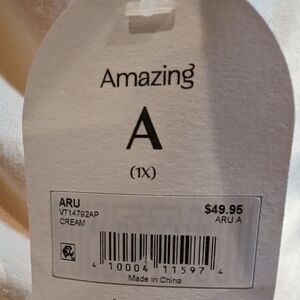 Amazing
A
(1X)
ARU
VT14792AP
CREAM
$49.95
ARU A
4 10004 11597 4
Made in China